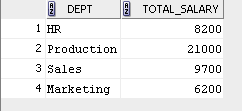 DEPT TOTAL_SALARY
1 HR 8200
2 Production 21000
3 Sales 9700
4 Marketing 6200